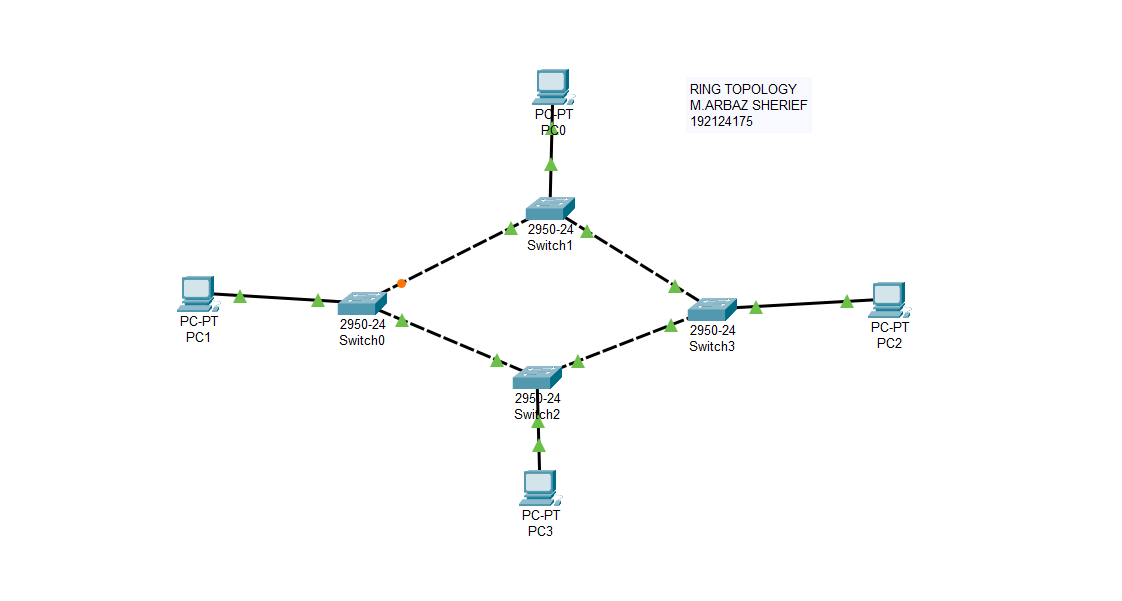 PC-PT
PC0
RING TOPOLOGY
M.ARBAZ SHERIEF
192124175
2950-24
Switch1
PC-PT
PC1
2950-24
Switch0
2950-24
Switch3
PC-PT
PC2
2950-24
Switch2
PC-PT
PC3